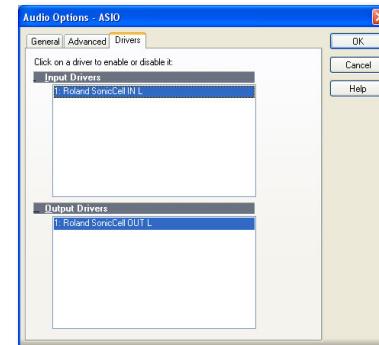 Audio Options - ASIO
General Advanced Drivers
OK
Click on a driver to enable or disable it:
Cancel
Input Drivers
Help
1: Roland SonicCell IN L
Output Drivers
1: Roland SonicCell OUT L